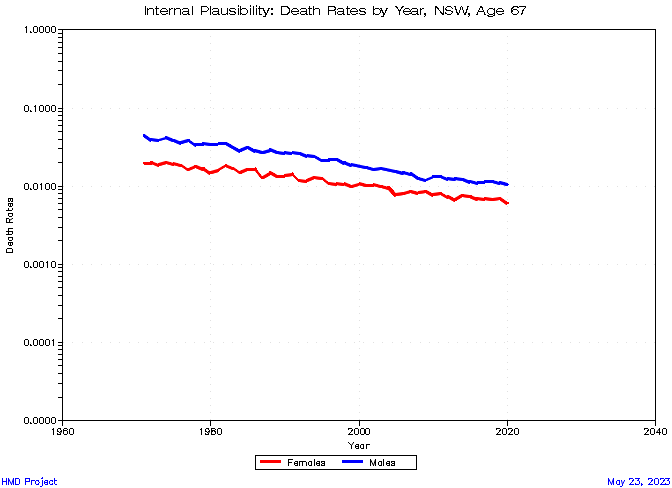 Internal Plausibility: Death Rates by Year, NSW, Age 67
1.0000
0.1000
0.0100
0.0010
0.0001
0.0000
Death Rates
1960
1980
2000
2020
2040
Year
Females
Males
HMD Project
May 23, 2023